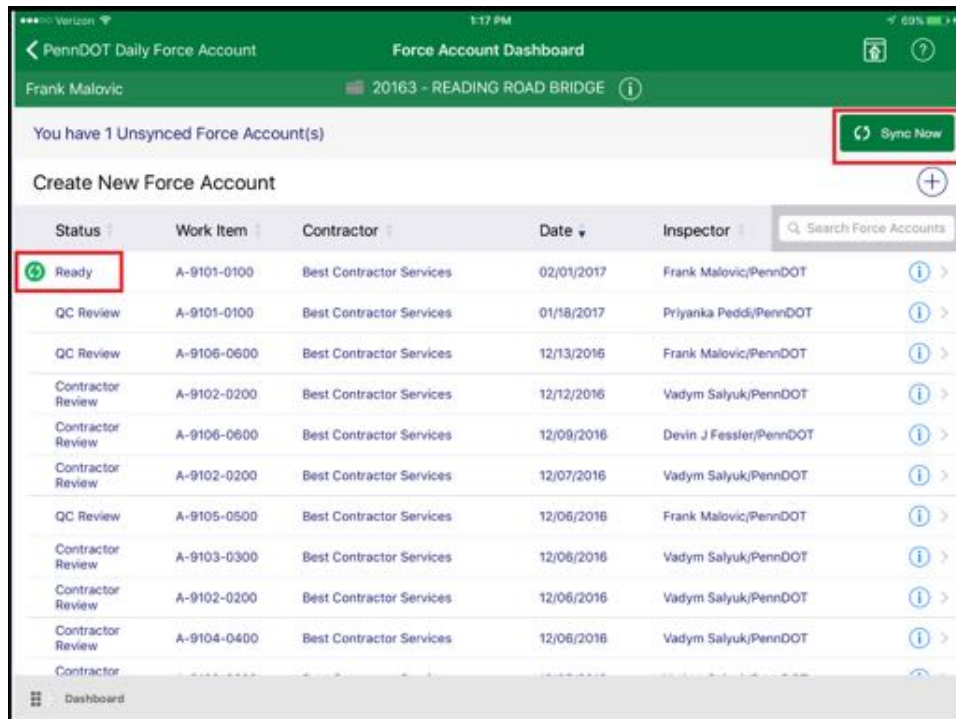 Verizon 1:17 PM 69%
PennDOT Daily Force Account Force Account Dashboard
Frank Malovic 20163 - READING ROAD BRIDGE
You have 1 Unsynced Force Account(s) Sync Now
Create New Force Account
Status Work Item Contractor Date Inspector Search Force Accounts
Ready A-9101-0100 Best Contractor Services 02/01/2017 Frank Malovic/PennDOT
QC Review A-9101-0100 Best Contractor Services 01/18/2017 Priyanka Peddi/PennDOT
QC Review A-9106-0600 Best Contractor Services 12/13/2016 Frank Malovic/PennDOT
Contractor Review A-9102-0200 Best Contractor Services 12/12/2016 Vadym Salyuk/PennDOT
Contractor Review A-9106-0600 Best Contractor Services 12/09/2016 Devin J Fessler/PennDOT
Contractor Review A-9102-0200 Best Contractor Services 12/07/2016 Vadym Salyuk/PennDOT
QC Review A-9105-0500 Best Contractor Services 12/06/2016 Frank Malovic/PennDOT
Contractor Review A-9103-0300 Best Contractor Services 12/06/2016 Vadym Salyuk/PennDOT
Contractor Review A-9102-0200 Best Contractor Services 12/06/2016 Vadym Salyuk/PennDOT
Contractor Review A-9104-0400 Best Contractor Services 12/06/2016 Vadym Salyuk/PennDOT
Contractor
Dashboard